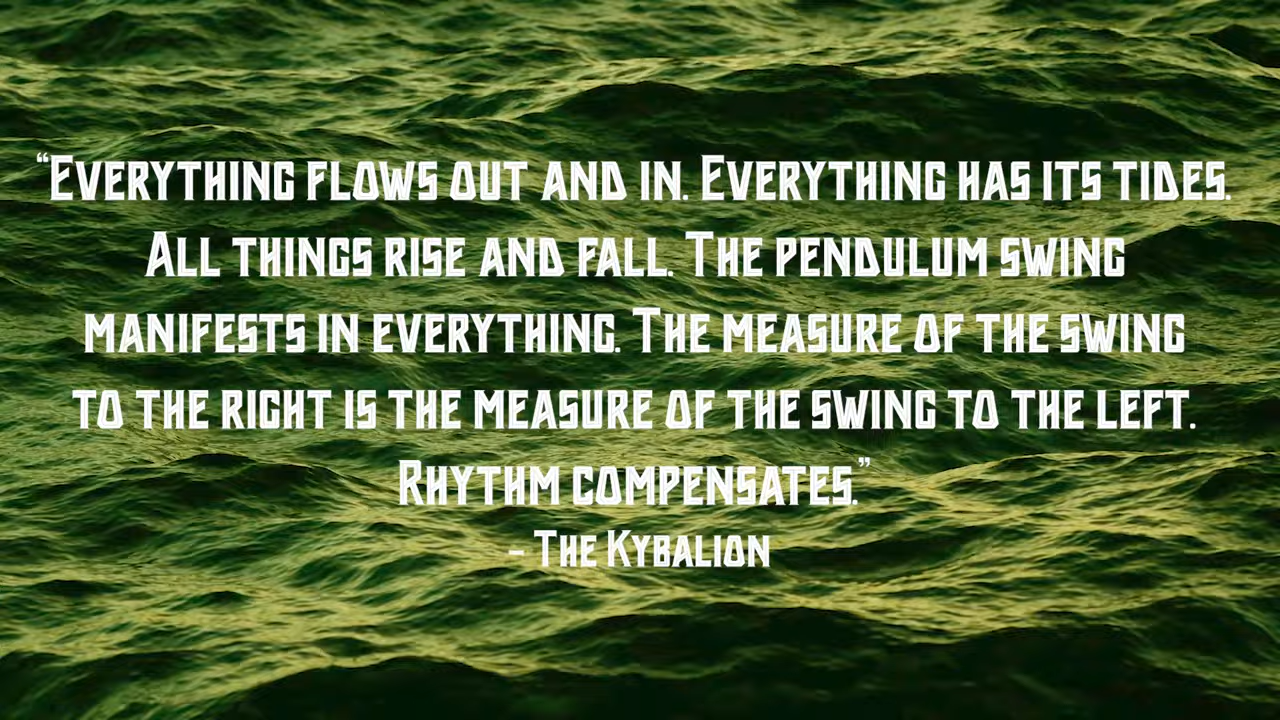 “Everything flows out and in. Everything has its tides.
All things rise and fall. The pendulum swing
manifests in everything. The measure of the swing
to the right is the measure of the swing to the left.
Rhythm compensates.”
- The Kybalion